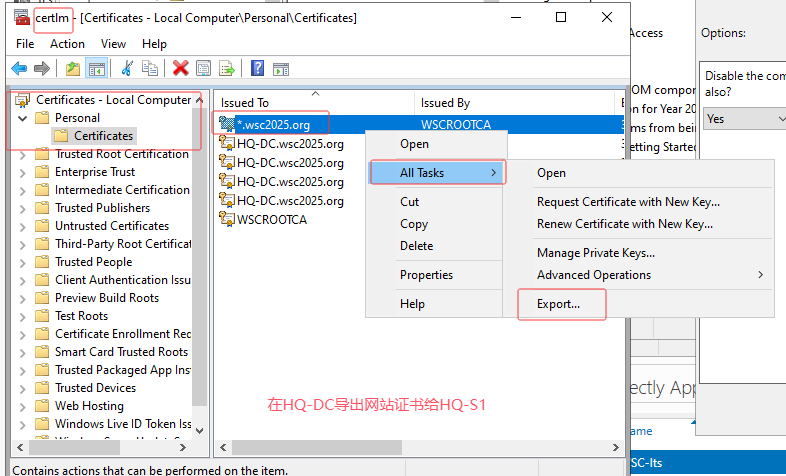 certlm - [Certificates - Local Computer\Personal\Certificates]
File Action View Help
Certificates - Local Computer
Personal
Certificates
Trusted Root Certification
Enterprise Trust
Intermediate Certification
Trusted Publishers
Untrusted Certificates
Third-Party Root Certificat
Trusted People
Client Authentication Issu
Preview Build Roots
Test Roots
Certificate Enrollment Req
Smart Card Trusted Roots
Trusted Packaged App Inst
Trusted Devices
Web Hosting
Windows Live ID Token Iss
Issued To Issued By
*.wsc2025.org WSCROOTCA
HQ-DC.wsc2025.org
HQ-DC.wsc2025.org
HQ-DC.wsc2025.org
HQ-DC.wsc2025.org
WSCROOTCA
Open
All Tasks
Cut
Copy
Delete
Properties
Help
Open
Request Certificate with New Key...
Renew Certificate with New Key...
Manage Private Keys...
Advanced Operations
Export...
在HQ-DC导出网站证书给HQ-S1
Contains actions that can be performed on the item.
Access
OM compor
on for Year 20
ms from bein
etting Started
Options:
Disable the com
also?
Yes
ectly App
ame
SC-Its